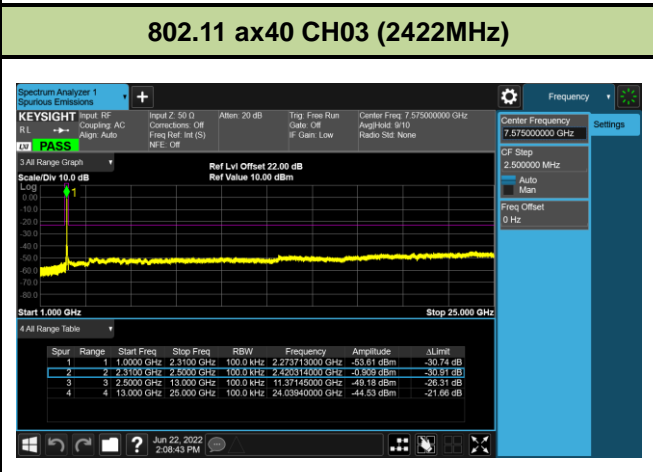 802.11 ax40 CH03 (2422MHz)
Spectrum Analyzer 1
Spurious Emissions
Frequency
KEYSIGHT Input: RF Input Z: 50 Ω Atten: 20 dB Trig: Free Run Center Freq: 7.575000000 GHz
RL Coupling: AC Corrections: Off Gate: Off Avg|Hold: 9/10
Align: Auto Freq Ref: Int (S) IF Gain: Low Radio Std: None
LXI PASS NFE: Off
Center Frequency
7.575000000 GHz
Settings
CF Step
2.500000 MHz
Auto
Man
Freq Offset
0 Hz
3 All Range Graph
Ref Lvl Offset 22.00 dB
Scale/Div 10.0 dB Ref Value 10.00 dBm
Log
1
0.00
-10.0
-20.0
-30.0
-40.0
-50.0
-60.0
-70.0
-80.0
Start 1.000 GHz Stop 25.000 GHz
4 All Range Table
Spur Range Start Freq Stop Freq RBW Frequency Amplitude ΔLimit
1 1 1.0000 GHz 2.3100 GHz 100.0 kHz 2.273713000 GHz -53.61 dBm -30.74 dB
2 2 2.3100 GHz 2.5000 GHz 100.0 kHz 2.420314000 GHz -0.909 dBm -30.91 dB
3 3 2.5000 GHz 13.000 GHz 100.0 kHz 11.37145000 GHz -49.18 dBm -26.31 dB
4 4 13.000 GHz 25.000 GHz 100.0 kHz 24.03940000 GHz -44.53 dBm -21.66 dB
Jun 22, 2022
2:08:43 PM